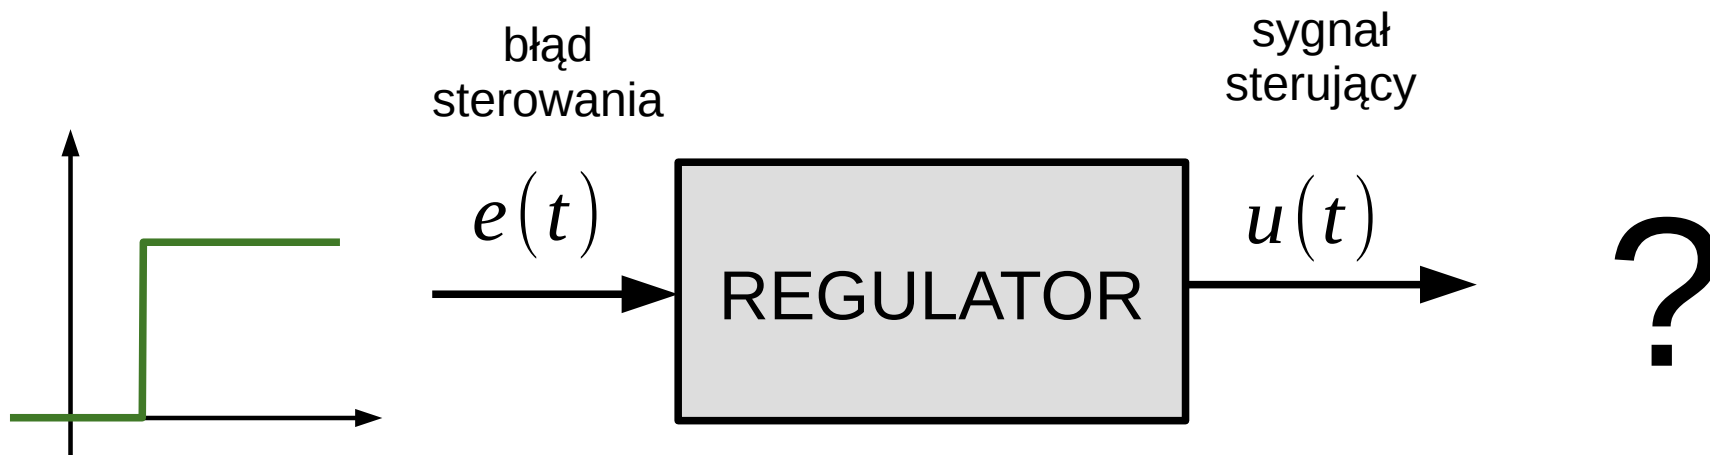 błąd
sterowania
e(t)
REGULATOR
sygnał
sterujący
u(t)
?